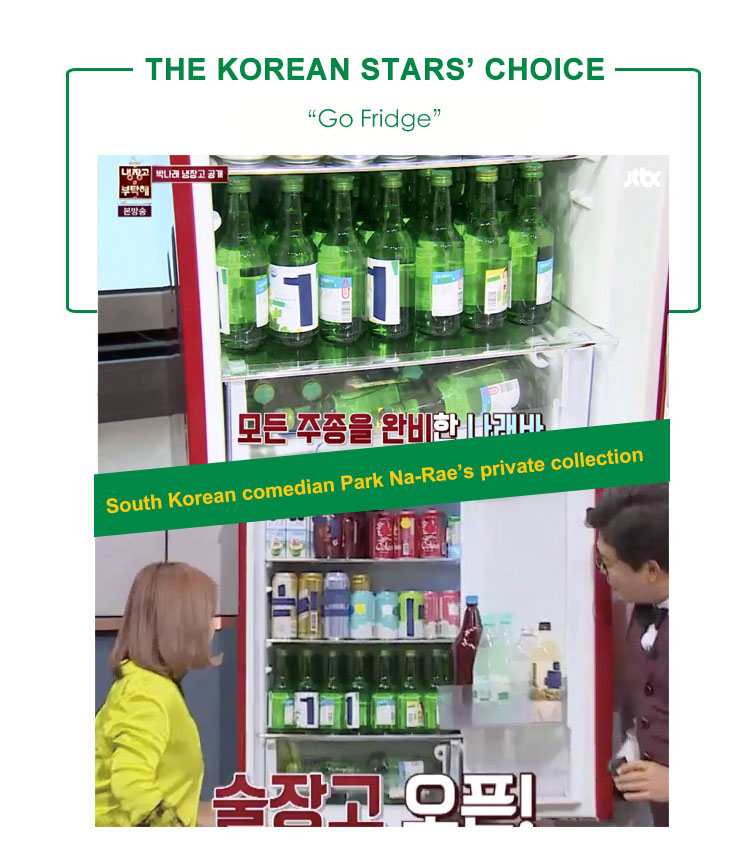 THE KOREAN STARS’ CHOICE
“Go Fridge”
냉장고를
부탁해
본방송
박나래 냉장고 공개
jtbc
모든 주종을 완비한 나래바
South Korean comedian Park Na-Rae’s private collection
술장고 오픈!